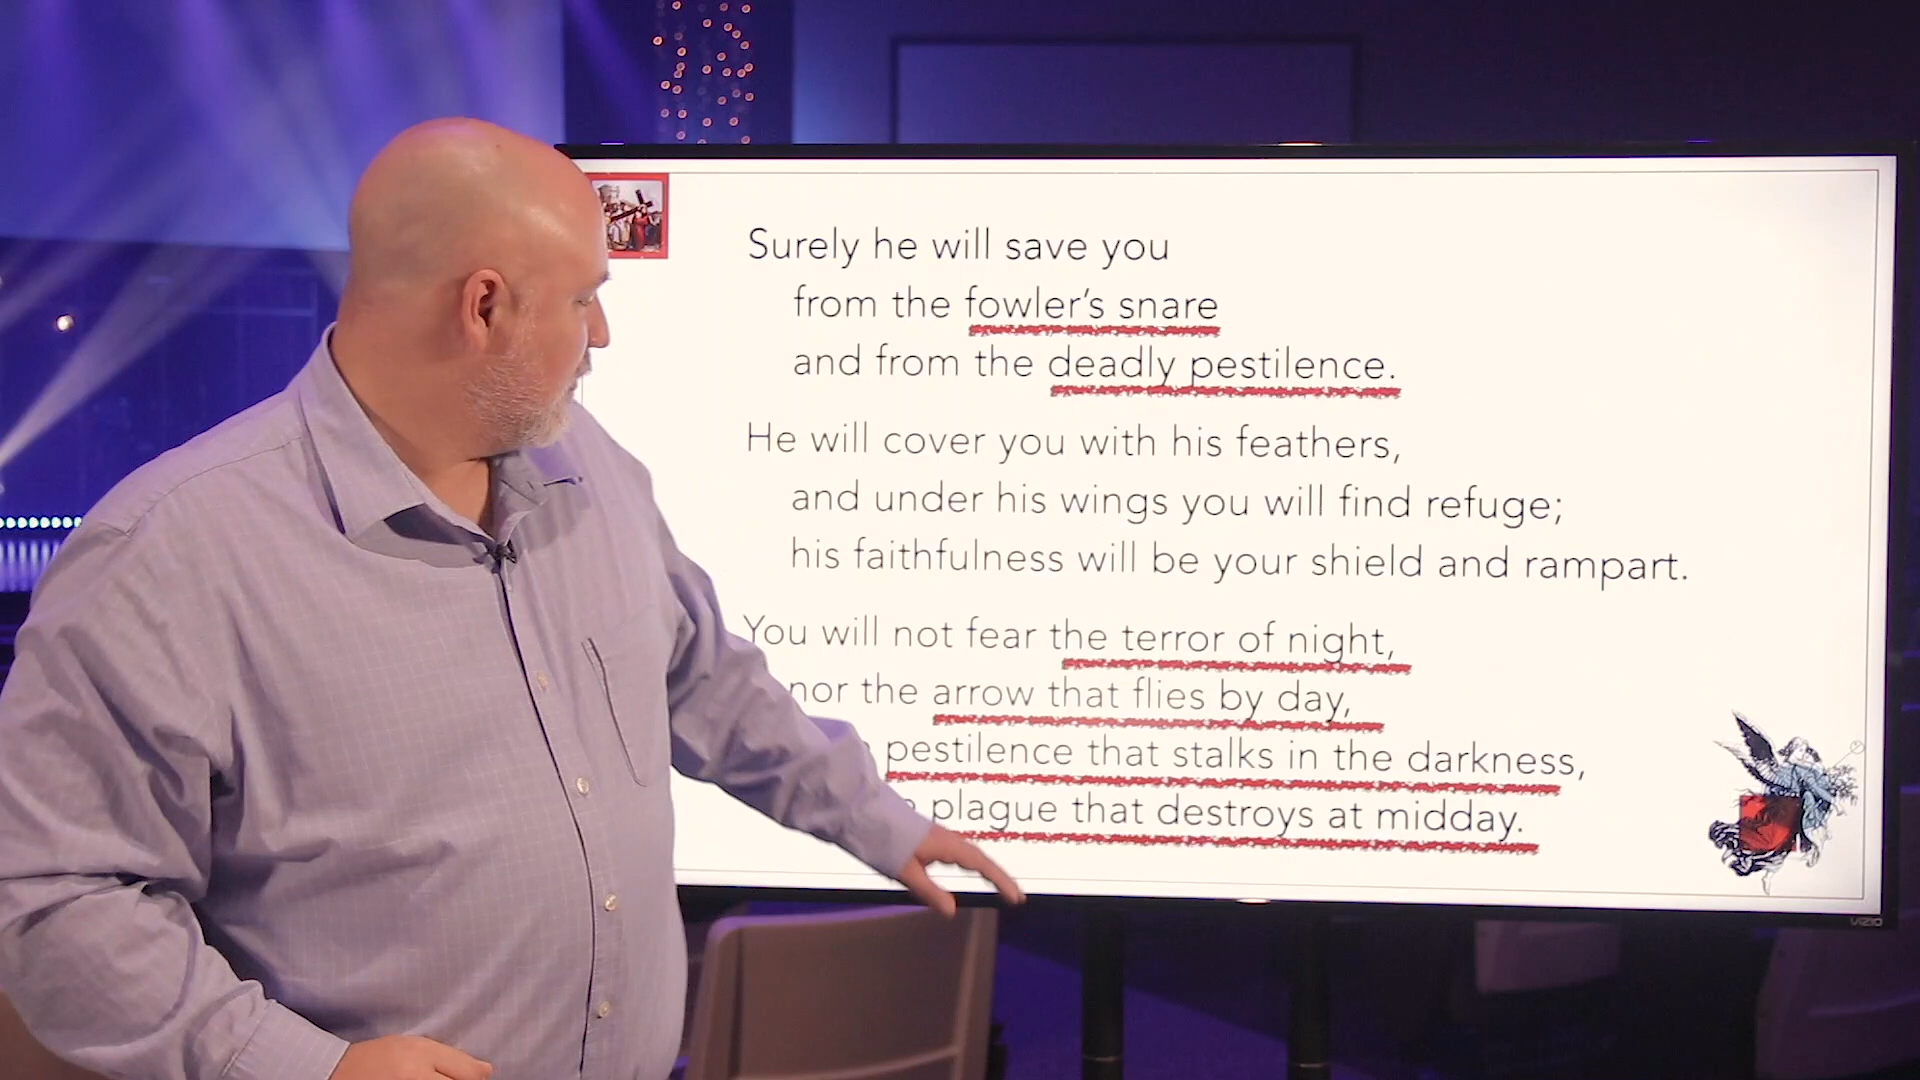 Surely he will save you
from the fowler's snare
and from the deadly pestilence.
He will cover you with his feathers,
and under his wings you will find refuge;
his faithfulness will be your shield and rampart.
You will not fear the terror of night,
nor the arrow that flies by day,
pestilence that stalks in the darkness,
plague that destroys at midday.
VIZIO